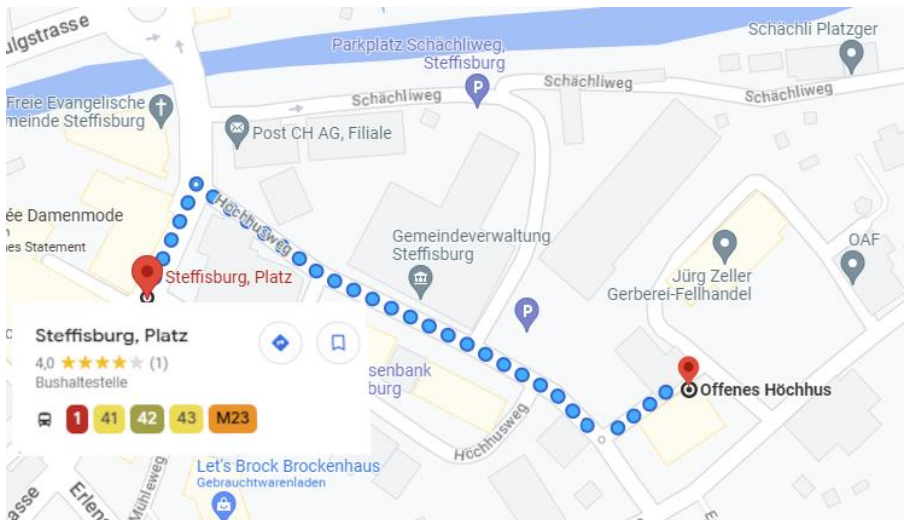 ulgstrasse
Schächli Platzger
Parkplatz Schächliweg,
Steffisburg
P
Schächliweg
Schächliweg
Freie Evangelische
meinde Steffisburg
Post CH AG, Filiale
Höchhusweg
ée Damenmode
nes Statement
Gemeindeverwaltung
Steffisburg
OAF
Steffisburg, Platz
Jürg Zeller
Gerberei-Fellhandel
P
Steffisburg, Platz
4,0 ★★★★★ (1)
Bushaltestelle
1 41 42 43 M23
senbank
burg
Offenes Höchhus
Höchhusweg
Let's Brock Brockenhaus
Gebrauchtwarenladen
Mühleweg
asse
Erlen